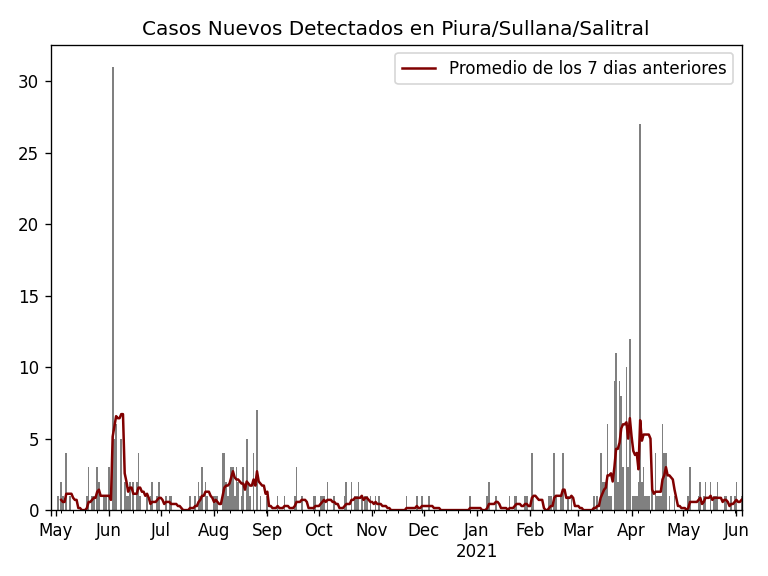 Casos Nuevos Detectados en Piura/Sullana/Salitral
Promedio de los 7 dias anteriores
30
25
20
15
10
5
0
May Jun Jul Aug Sep Oct Nov Dec Jan Feb Mar Apr May Jun
2021